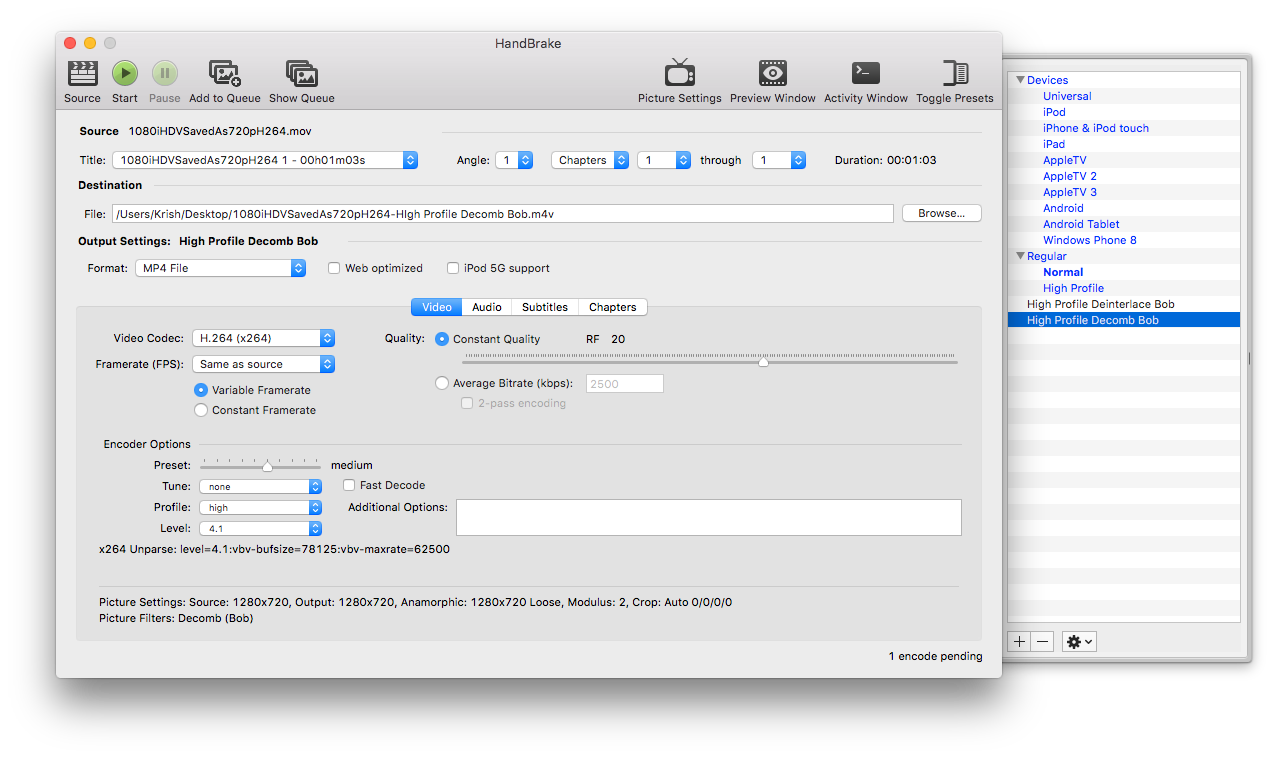 HandBrake
Source Start Pause Add to Queue Show Queue Picture Settings Preview Window Activity Window Toggle Presets
Source 1080iHDVSavedAs720pH264.mov
Title: 1080iHDVSavedAs720pH264 1 - 00h01m03s Angle: 1 Chapters 1 through 1 Duration: 00:01:03
Destination
File: /Users/Krish/Desktop/1080iHDVSavedAs720pH264-HIgh Profile Decomb Bob.m4v Browse...
Output Settings: High Profile Decomb Bob
Format: MP4 File Web optimized iPod 5G support
Video Audio Subtitles Chapters
Video Codec: H.264 (x264) Quality: Constant Quality RF 20
Framerate (FPS): Same as source
Variable Framerate Average Bitrate (kbps): 2500
Constant Framerate 2-pass encoding
Encoder Options
Preset: medium
Tune: none Fast Decode
Profile: high Additional Options:
Level: 4.1
x264 Unparse: level=4.1:vbv-bufsize=78125:vbv-maxrate=62500
Picture Settings: Source: 1280x720, Output: 1280x720, Anamorphic: 1280x720 Loose, Modulus: 2, Crop: Auto 0/0/0/0
Picture Filters: Decomb (Bob)
1 encode pending
Devices
Universal
iPod
iPhone & iPod touch
iPad
AppleTV
AppleTV 2
AppleTV 3
Android
Android Tablet
Windows Phone 8
Regular
Normal
High Profile
High Profile Deinterlace Bob
High Profile Decomb Bob